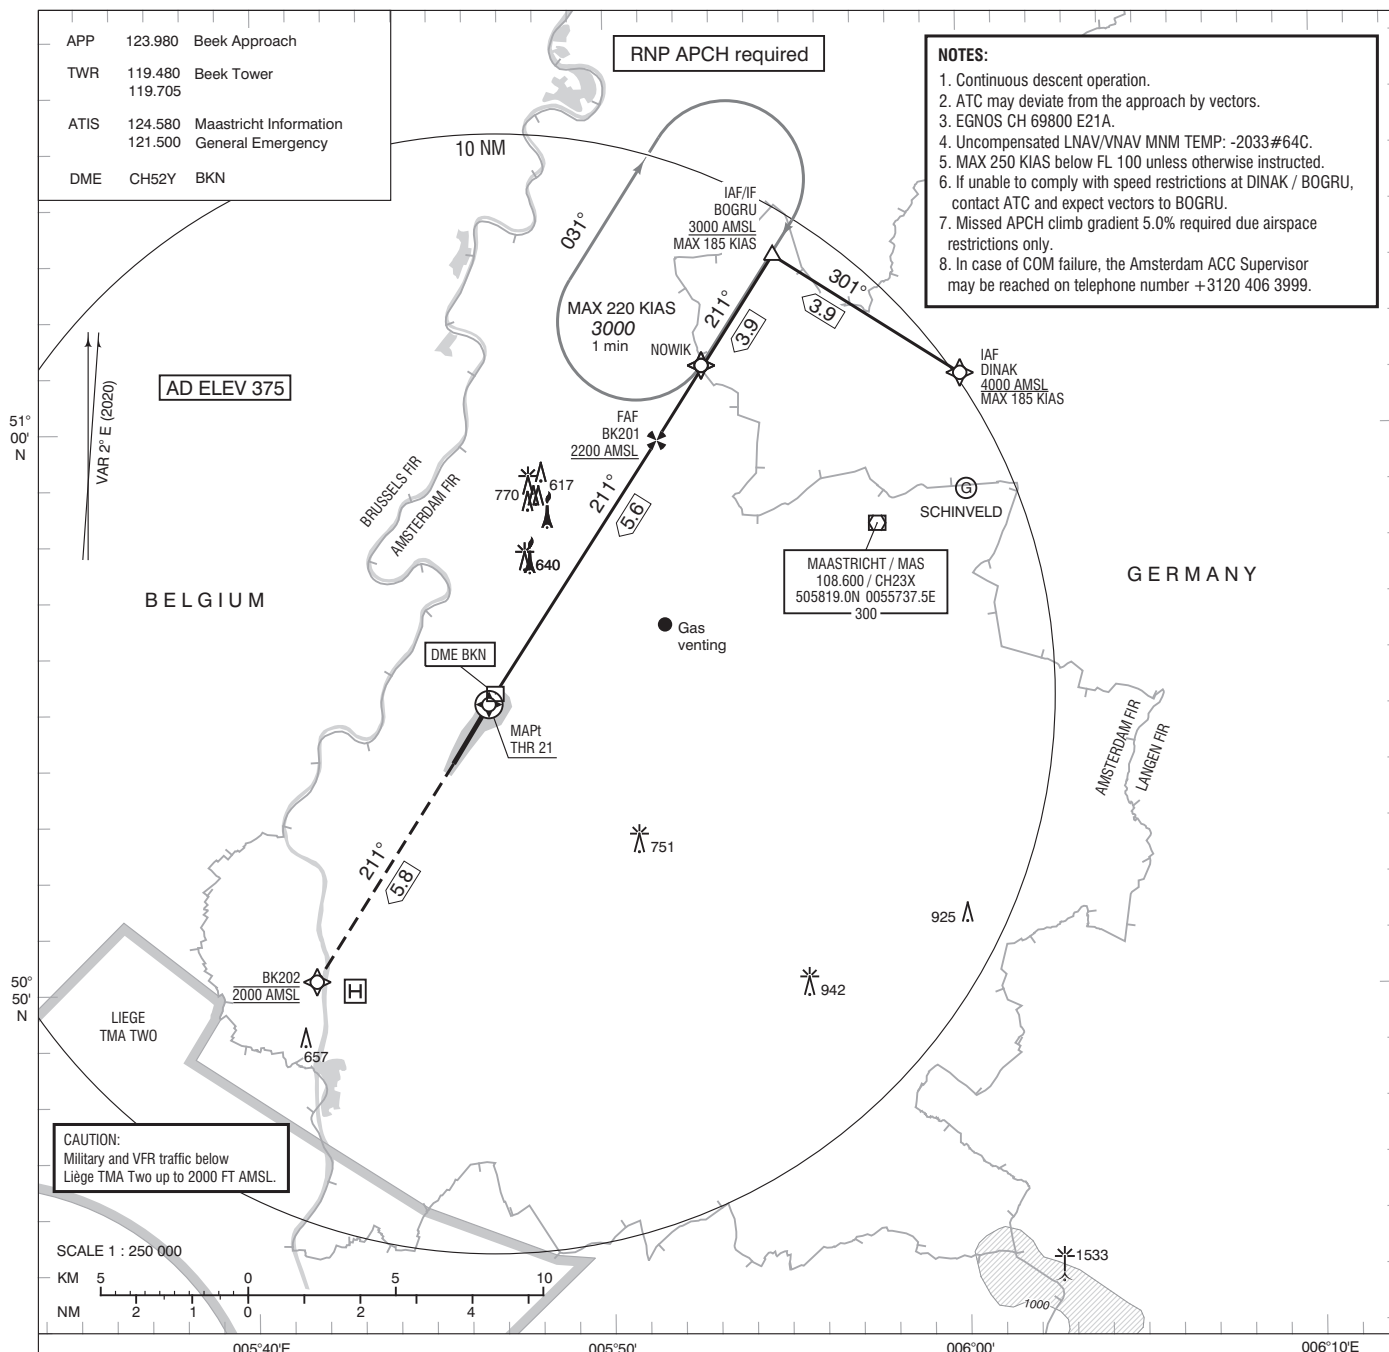 APP 123.980 Beek Approach
TWR 119.480 Beek Tower
119.705
ATIS 124.580 Maastricht Information
121.500 General Emergency
DME CH52Y BKN
RNP APCH required
NOTES:
1. Continuous descent operation.
2. ATC may deviate from the approach by vectors.
3. EGNOS CH 69800 E21A.
4. Uncompensated LNAV/VNAV MNM TEMP: -2033#64C.
5. MAX 250 KIAS below FL 100 unless otherwise instructed.
6. If unable to comply with speed restrictions at DINAK / BOGRU,
contact ATC and expect vectors to BOGRU.
7. Missed APCH climb gradient 5.0% required due airspace
restrictions only.
8. In case of COM failure, the Amsterdam ACC Supervisor
may be reached on telephone number +3120 406 3999.
10 NM
IAF/IF
BOGRU
3000 AMSL
MAX 185 KIAS
031°
301°
3.9
211°
3.9
MAX 220 KIAS
3000
1 min
NOWIK
IAF
DINAK
4000 AMSL
MAX 185 KIAS
AD ELEV 375
VAR 2° E (2020)
51°
00'
N
FAF
BK201
2200 AMSL
BRUSSELS FIR
AMSTERDAM FIR
770
617
640
211°
5.6
G
SCHINVELD
MAASTRICHT / MAS
108.600 / CH23X
505819.0N 0055737.5E
300
GERMANY
BELGIUM
Gas
venting
DME BKN
MAPt
THR 21
AMSTERDAM FIR
LANGEN FIR
751
211°
5.8
925
942
BK202
2000 AMSL
H
50°
50'
N
LIEGE
TMA TWO
657
CAUTION:
Military and VFR traffic below
Liège TMA Two up to 2000 FT AMSL.
SCALE 1 : 250 000
KM 5 0 5 10
NM 2 1 0 2 4
1533
1000
005°40'E 005°50' 006°00' 006°10'E